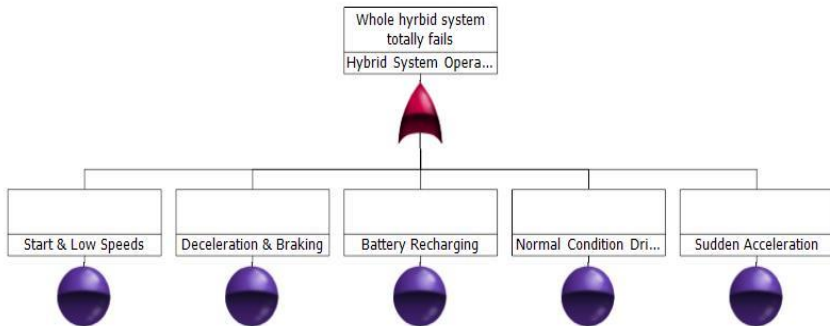 Whole hyrbid system
totally fails
Hybrid System Opera...
Start & Low Speeds
Deceleration & Braking
Battery Recharging
Normal Condition Dri...
Sudden Acceleration